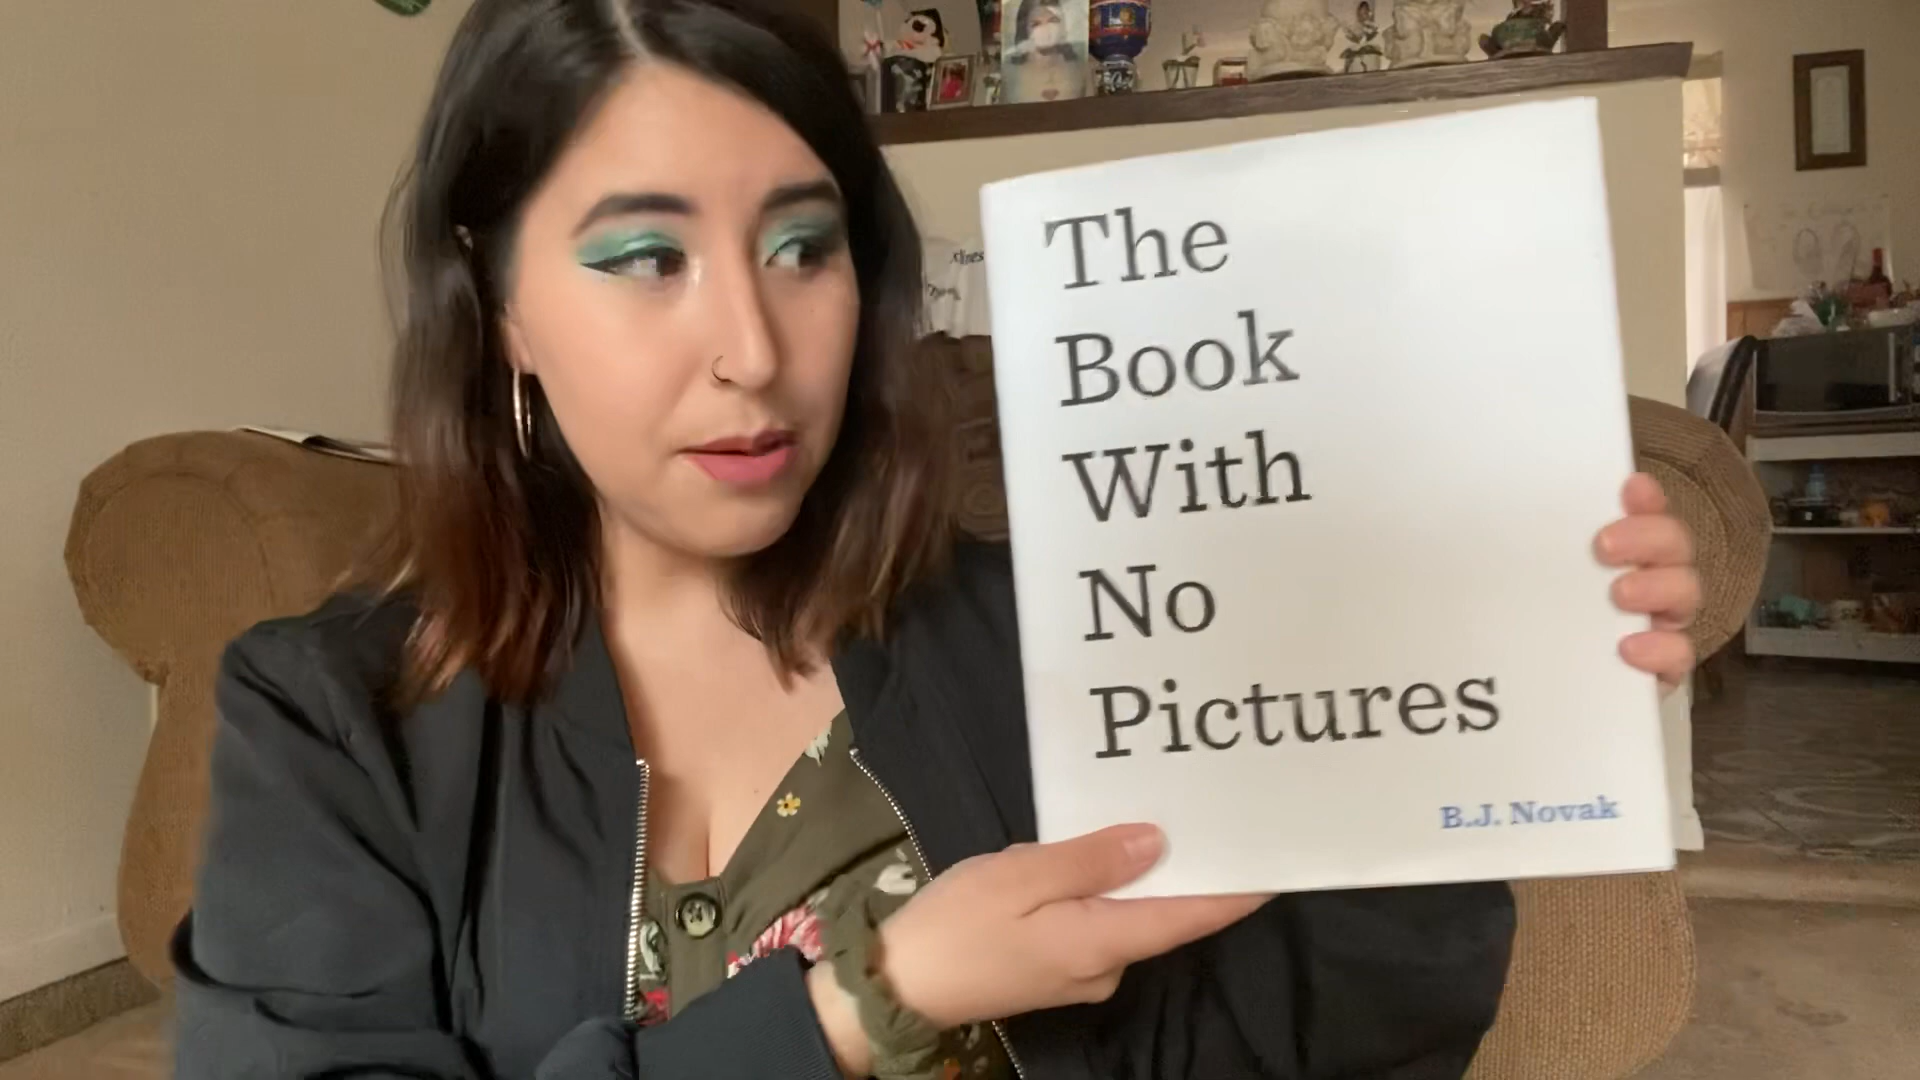 The
Book
With
No
Pictures
B.J. Novak